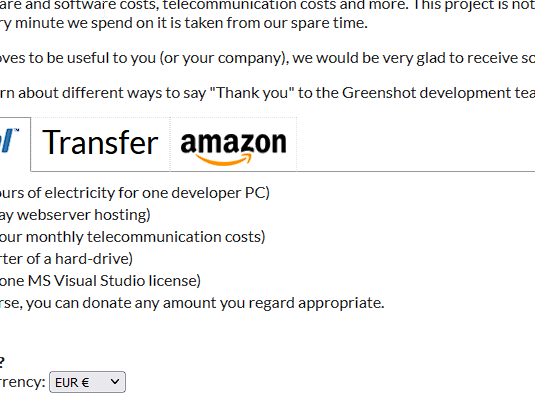 are and software costs, telecommunication costs and more. This project is not
ry minute we spend on it is taken from our spare time.
oves to be useful to you (or your company), we would be very glad to receive so
rn about different ways to say "Thank you" to the Greenshot development tea
l™ Transfer amazon
ours of electricity for one developer PC)
ay webserver hosting)
our monthly telecommunication costs)
rter of a hard-drive)
one MS Visual Studio license)
rse, you can donate any amount you regard appropriate.
?
rrency: EUR €